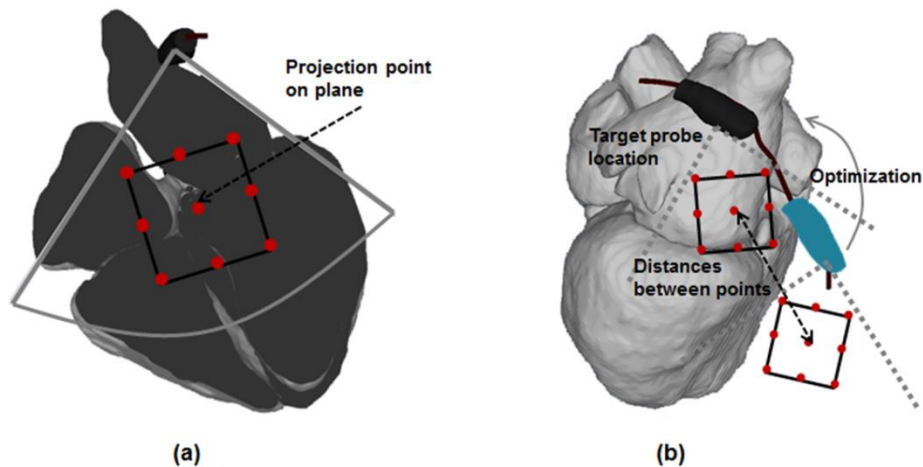 Projection point
on plane
Target probe
location
Optimization
Distances
between points
(a)
(b)